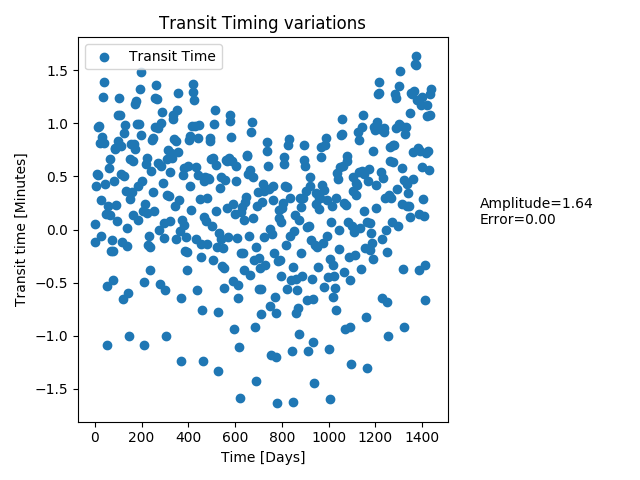 Transit Timing variations
Transit Time
Transit time [Minutes]
1.5
1.0
0.5
0.0
−0.5
−1.0
−1.5
0 200 400 600 800 1000 1200 1400
Time [Days]
Amplitude=1.64
Error=0.00